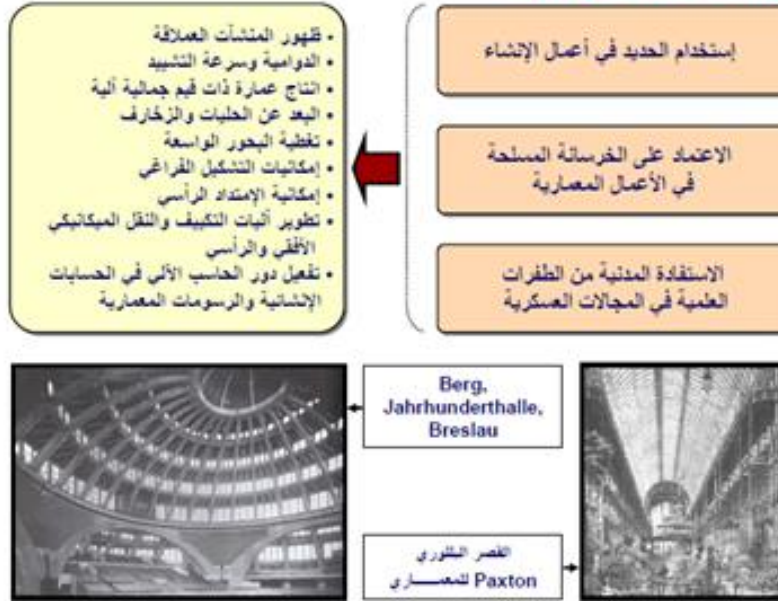 إستخدام الحديد في أعمال الإنشاء
الاعتماد على الخرسانة المسلحة
في الأعمال المعمارية
الاستفادة المدنية من الطفرات
العلمية في المجالات العسكرية
• ظهور المنشآت العملاقة
• الدوامية وسرعة التشييد
• انتاج عمارة ذات قيم جمالية آلية
• البعد عن الحليات والزخارف
• تغطية البحور الواسعة
• إمكانيات التشكيل الفراغي
• إمكانية الإمتداد الرأسي
• تطوير آليات التكييف والنقل الميكانيكي
الأفقي والرأسي
• تفعيل دور الحاسب الآلي في الحسابات
الإنشائية والرسومات المعمارية
Berg,
Jahrhunderthalle,
Breslau
القصر البللوري
للمعمـــــاري Paxton